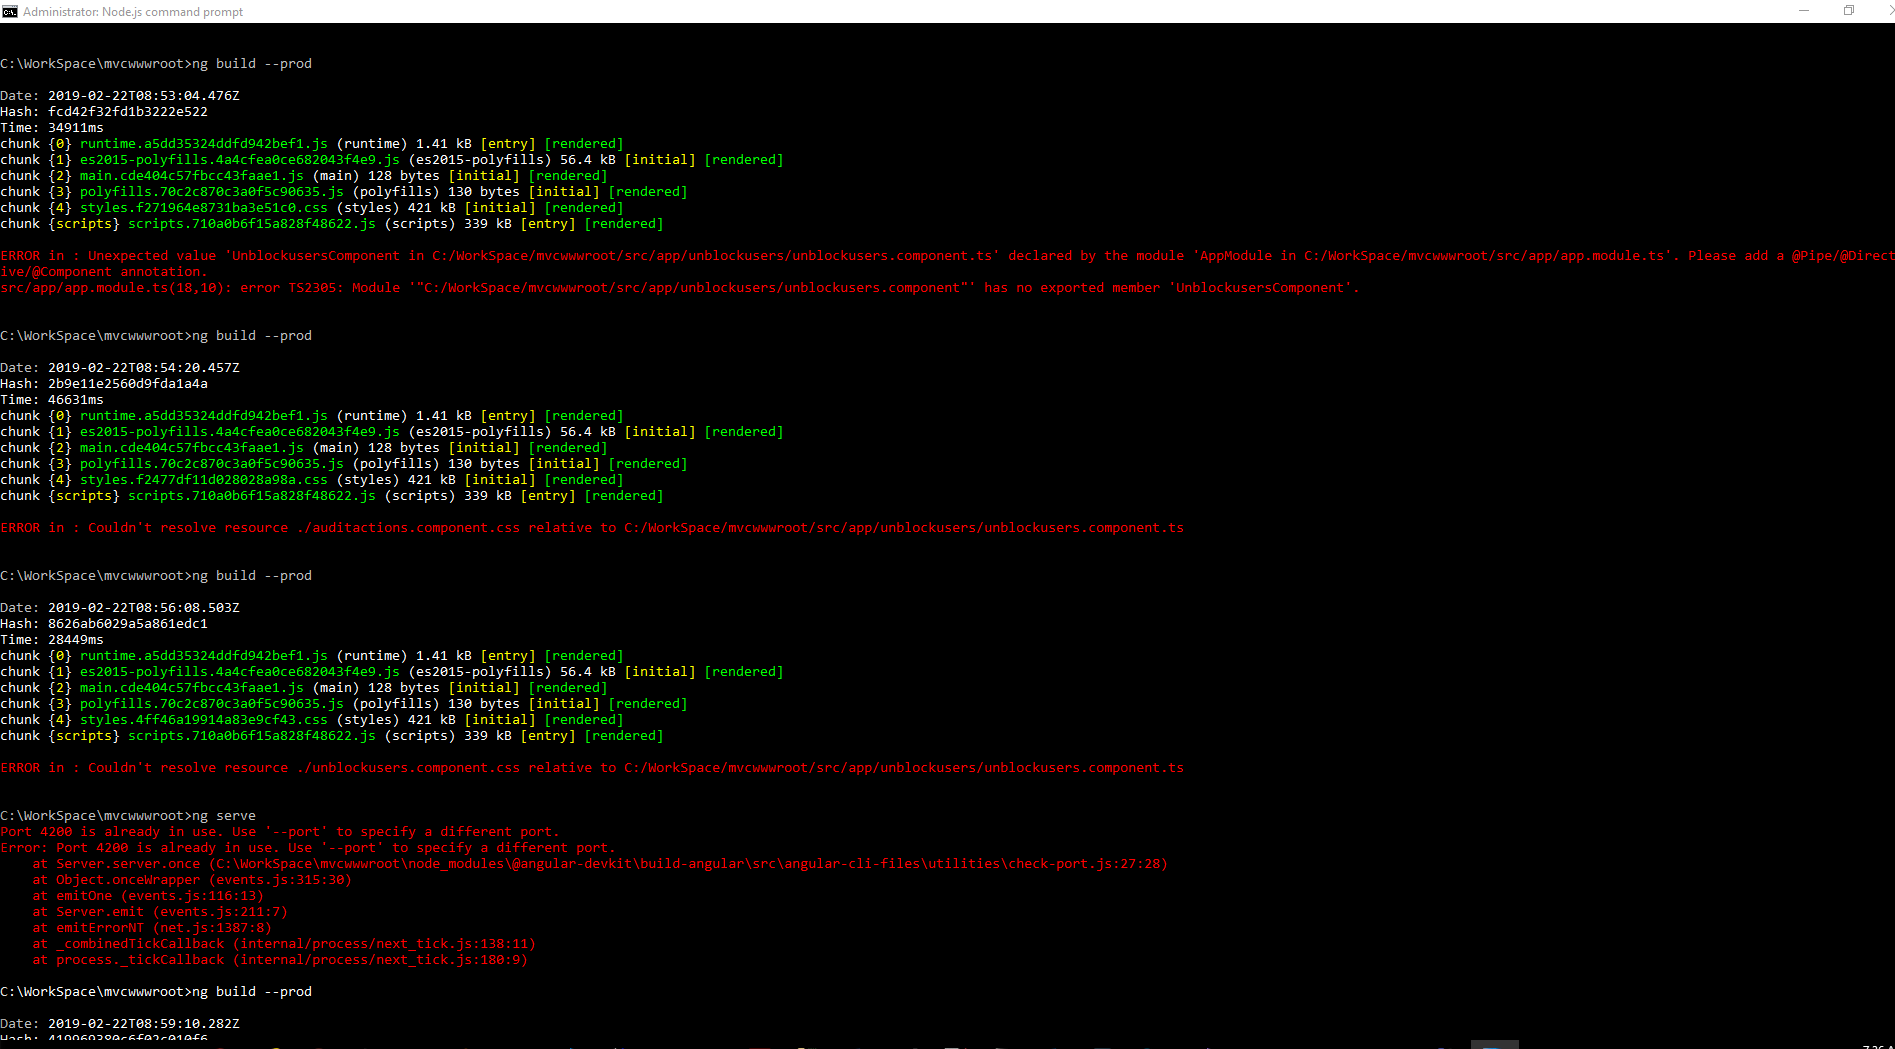 Administrator: Node.js command prompt
C:\WorkSpace\mvcwwwroot>ng build --prod
Date: 2019-02-22T08:53:04.476Z
Hash: fcd42f32fd1b3222e522
Time: 34911ms
chunk {0} runtime.a5dd35324ddfd942bef1.js (runtime) 1.41 kB [entry] [rendered]
chunk {1} es2015-polyfills.4a4cfea0ce682043f4e9.js (es2015-polyfills) 56.4 kB [initial] [rendered]
chunk {2} main.cde404c57fbcc43faae1.js (main) 128 bytes [initial] [rendered]
chunk {3} polyfills.70c2c870c3a0f5c90635.js (polyfills) 130 bytes [initial] [rendered]
chunk {4} styles.f271964e8731ba3e51c0.css (styles) 421 kB [initial] [rendered]
chunk {scripts} scripts.710a0b6f15a828f48622.js (scripts) 339 kB [entry] [rendered]
ERROR in : Unexpected value 'UnblockusersComponent in C:/WorkSpace/mvcwwwroot/src/app/unblockusers/unblockusers.component.ts' declared by the module 'AppModule in C:/WorkSpace/mvcwwwroot/src/app/app.module.ts'. Please add a @Pipe/@Direct
ive/@Component annotation.
src/app/app.module.ts(18,10): error TS2305: Module '"C:/WorkSpace/mvcwwwroot/src/app/unblockusers/unblockusers.component"' has no exported member 'UnblockusersComponent'.
C:\WorkSpace\mvcwwwroot>ng build --prod
Date: 2019-02-22T08:54:20.457Z
Hash: 2b9e11e2560d9fda1a4a
Time: 46631ms
chunk {0} runtime.a5dd35324ddfd942bef1.js (runtime) 1.41 kB [entry] [rendered]
chunk {1} es2015-polyfills.4a4cfea0ce682043f4e9.js (es2015-polyfills) 56.4 kB [initial] [rendered]
chunk {2} main.cde404c57fbcc43faae1.js (main) 128 bytes [initial] [rendered]
chunk {3} polyfills.70c2c870c3a0f5c90635.js (polyfills) 130 bytes [initial] [rendered]
chunk {4} styles.f2477df11d028028a98a.css (styles) 421 kB [initial] [rendered]
chunk {scripts} scripts.710a0b6f15a828f48622.js (scripts) 339 kB [entry] [rendered]
ERROR in : Couldn't resolve resource ./auditactions.component.css relative to C:/WorkSpace/mvcwwwroot/src/app/unblockusers/unblockusers.component.ts
C:\WorkSpace\mvcwwwroot>ng build --prod
Date: 2019-02-22T08:56:08.503Z
Hash: 8626ab6029a5a861edc1
Time: 28449ms
chunk {0} runtime.a5dd35324ddfd942bef1.js (runtime) 1.41 kB [entry] [rendered]
chunk {1} es2015-polyfills.4a4cfea0ce682043f4e9.js (es2015-polyfills) 56.4 kB [initial] [rendered]
chunk {2} main.cde404c57fbcc43faae1.js (main) 128 bytes [initial] [rendered]
chunk {3} polyfills.70c2c870c3a0f5c90635.js (polyfills) 130 bytes [initial] [rendered]
chunk {4} styles.4ff46a19914a83e9cf43.css (styles) 421 kB [initial] [rendered]
chunk {scripts} scripts.710a0b6f15a828f48622.js (scripts) 339 kB [entry] [rendered]
ERROR in : Couldn't resolve resource ./unblockusers.component.css relative to C:/WorkSpace/mvcwwwroot/src/app/unblockusers/unblockusers.component.ts
C:\WorkSpace\mvcwwwroot>ng serve
Port 4200 is already in use. Use '--port' to specify a different port.
Error: Port 4200 is already in use. Use '--port' to specify a different port.
at Server.server.once (C:\WorkSpace\mvcwwwroot\node_modules\@angular-devkit\build-angular\src\angular-cli-files\utilities\check-port.js:27:28)
at Object.onceWrapper (events.js:315:30)
at emitOne (events.js:116:13)
at Server.emit (events.js:211:7)
at emitErrorNT (net.js:1387:8)
at _combinedTickCallback (internal/process/next_tick.js:138:11)
at process._tickCallback (internal/process/next_tick.js:180:9)
C:\WorkSpace\mvcwwwroot>ng build --prod
Date: 2019-02-22T08:59:10.282Z
Hash: 419969380c6f02c010f6